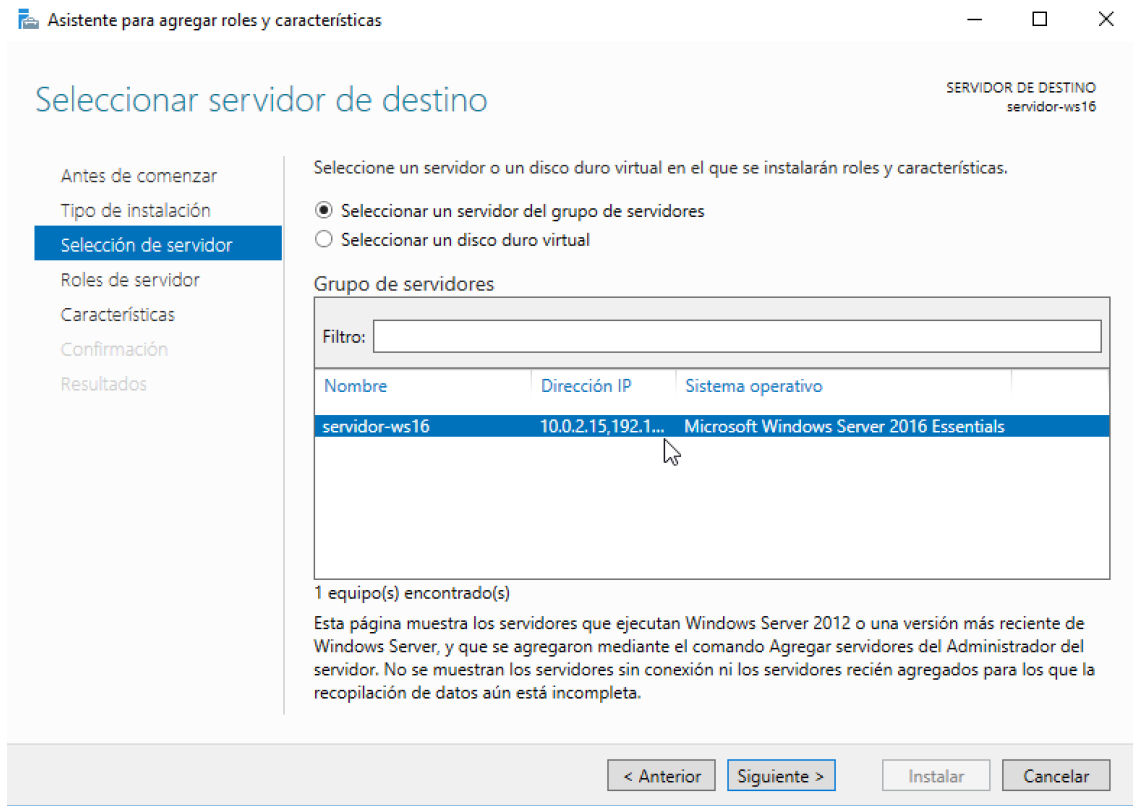 Asistente para agregar roles y características
Seleccionar servidor de destino
SERVIDOR DE DESTINO
servidor-ws16
Antes de comenzar
Tipo de instalación
Selección de servidor
Roles de servidor
Características
Confirmación
Resultados
Seleccione un servidor o un disco duro virtual en el que se instalarán roles y características.
Seleccionar un servidor del grupo de servidores
Seleccionar un disco duro virtual
Grupo de servidores
Filtro:
Nombre Dirección IP Sistema operativo
servidor-ws16 10.0.2.15,192.1... Microsoft Windows Server 2016 Essentials
1 equipo(s) encontrado(s)
Esta página muestra los servidores que ejecutan Windows Server 2012 o una versión más reciente de
Windows Server, y que se agregaron mediante el comando Agregar servidores del Administrador del
servidor. No se muestran los servidores sin conexión ni los servidores recién agregados para los que la
recopilación de datos aún está incompleta.
< Anterior Siguiente > Instalar Cancelar